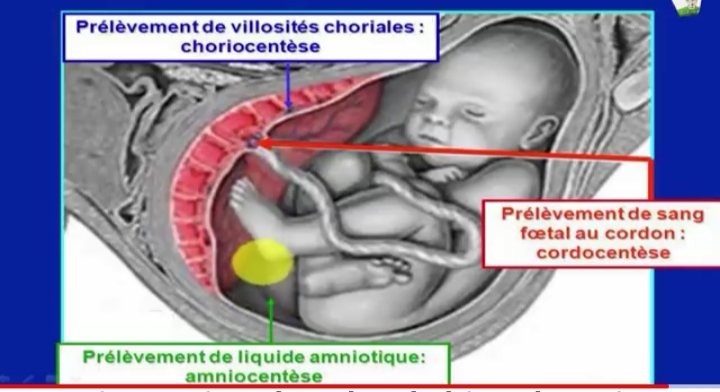 Prélèvement de villosités choriales :
choriocentèse
Prélèvement de sang
fœtal au cordon :
cordocentèse
Prélèvement de liquide amniotique:
amniocentèse